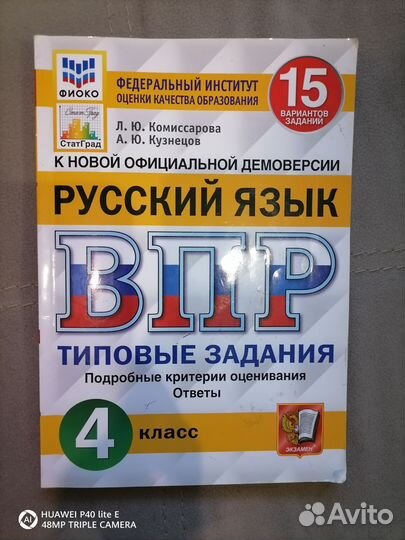 ФИОКО
СтатГрад
ФЕДЕРАЛЬНЫЙ ИНСТИТУТ
ОЦЕНКИ КАЧЕСТВА ОБРАЗОВАНИЯ
15
ВАРИАНТОВ
ЗАДАНИЙ
Л. Ю. Комиссарова
А. Ю. Кузнецов
К НОВОЙ ОФИЦИАЛЬНОЙ ДЕМОВЕРСИИ
РУССКИЙ ЯЗЫК
ВПР
ТИПОВЫЕ ЗАДАНИЯ
Подробные критерии оценивания
Ответы
4 класс
ЭКЗАМЕН
AI HUAWEI P40 lite E
48MP TRIPLE CAMERA
Avito